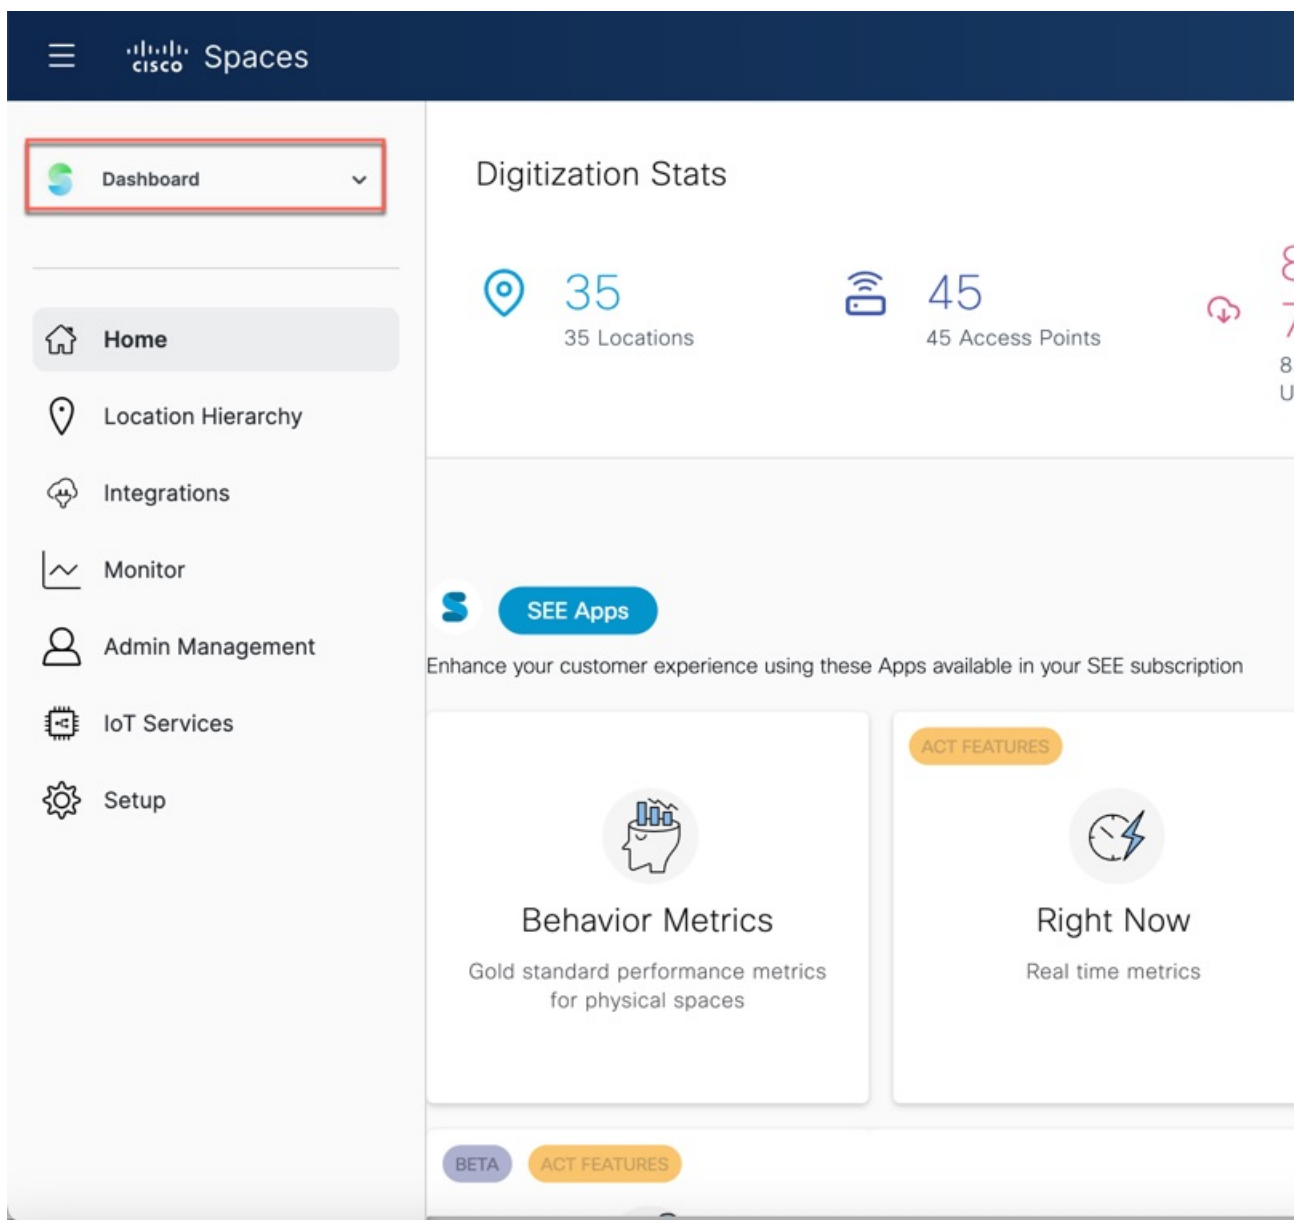 CISCO Spaces
Dashboard
Home
Location Hierarchy
Integrations
Monitor
Admin Management
IoT Services
Setup
Digitization Stats
35
35 Locations
45
45 Access Points
SEE Apps
Enhance your customer experience using these Apps available in your SEE subscription
Behavior Metrics
Gold standard performance metrics
for physical spaces
ACT FEATURES
Right Now
Real time metrics
BETA
ACT FEATURES